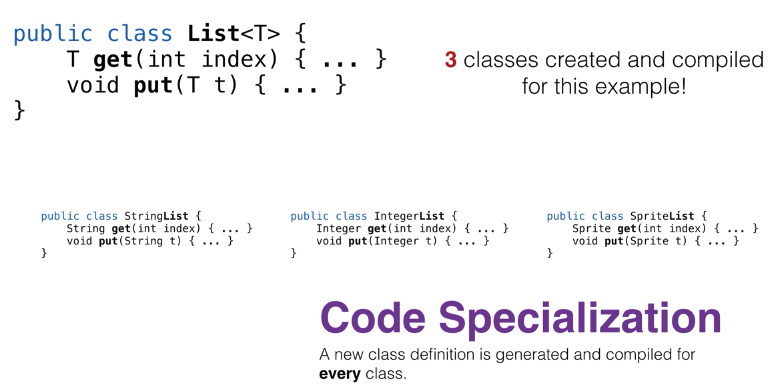 public class List<T> {
    T get(int index) { ... }
    void put(T t) { ... }
}
3 classes created and compiled
for this example!
public class StringList {
    String get(int index) { ... }
    void put(String t) { ... }
}
public class IntegerList {
    Integer get(int index) { ... }
    void put(Integer t) { ... }
}
public class SpriteList {
    Sprite get(int index) { ... }
    void put(Sprite t) { ... }
}
Code Specialization
A new class definition is generated and compiled for
every class.